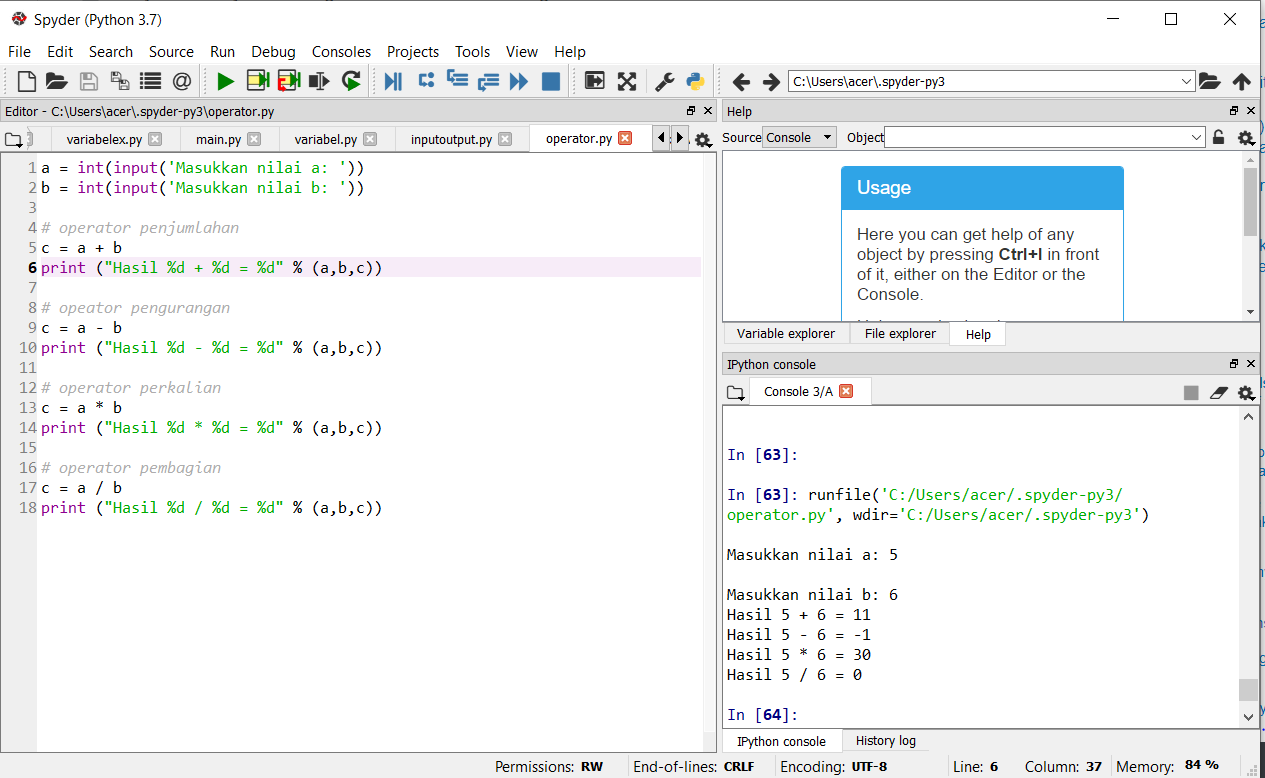 Spyder (Python 3.7)
File Edit Search Source Run Debug Consoles Projects Tools View Help
C:\Users\acer\.spyder-py3
Editor - C:\Users\acer\.spyder-py3\operator.py
variabelex.py main.py variabel.py inputoutput.py operator.py
1 a = int(input('Masukkan nilai a: '))
2 b = int(input('Masukkan nilai b: '))
3
4 # operator penjumlahan
5 c = a + b
6 print ("Hasil %d + %d = %d" % (a,b,c))
7
8 # opeator pengurangan
9 c = a - b
10 print ("Hasil %d - %d = %d" % (a,b,c))
11
12 # operator perkalian
13 c = a * b
14 print ("Hasil %d * %d = %d" % (a,b,c))
15
16 # operator pembagian
17 c = a / b
18 print ("Hasil %d / %d = %d" % (a,b,c))
Help
Source Console Object
Usage
Here you can get help of any
object by pressing Ctrl+I in front
of it, either on the Editor or the
Console.
Variable explorer File explorer Help
IPython console
Console 3/A
In [63]:
In [63]: runfile('C:/Users/acer/.spyder-py3/
operator.py', wdir='C:/Users/acer/.spyder-py3')
Masukkan nilai a: 5
Masukkan nilai b: 6
Hasil 5 + 6 = 11
Hasil 5 - 6 = -1
Hasil 5 * 6 = 30
Hasil 5 / 6 = 0
In [64]:
IPython console History log
Permissions: RW End-of-lines: CRLF Encoding: UTF-8 Line: 6 Column: 37 Memory: 84 %